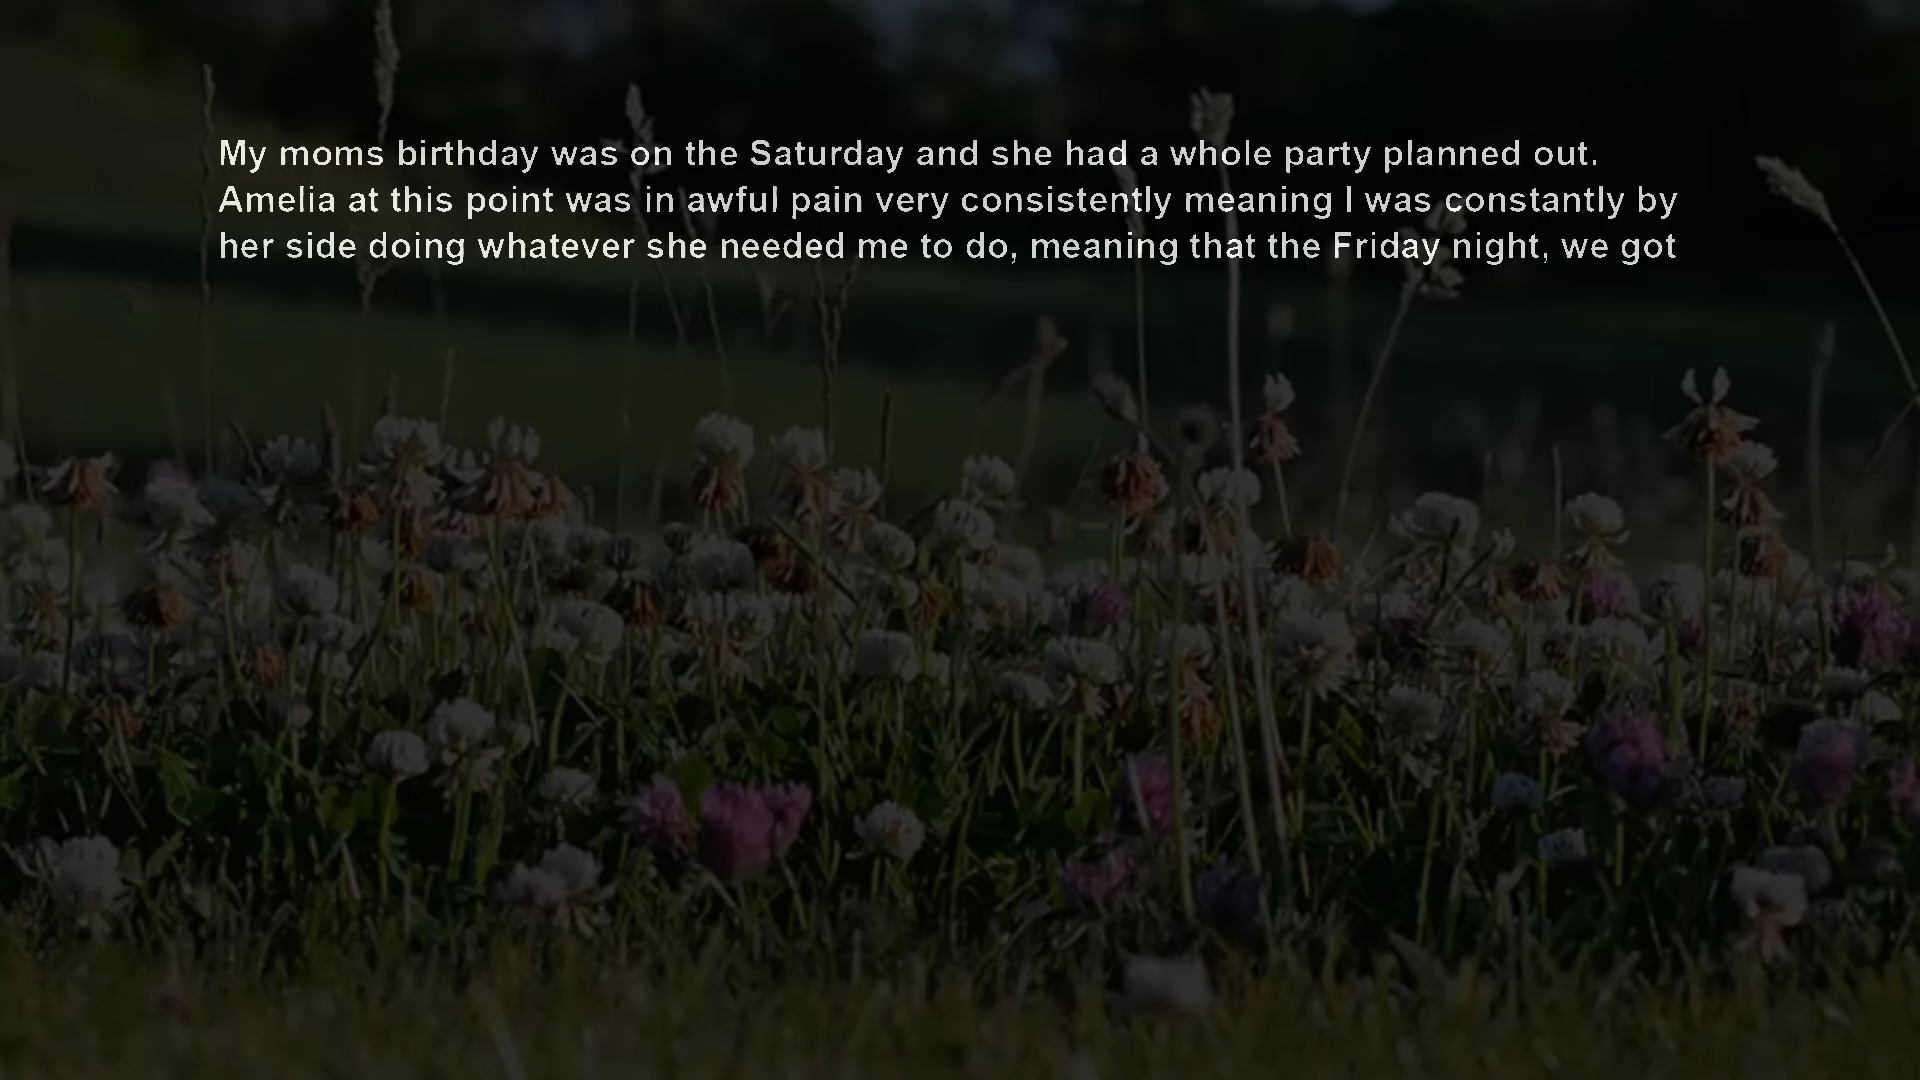 My moms birthday was on the Saturday and she had a whole party planned out.
Amelia at this point was in awful pain very consistently meaning I was constantly by
her side doing whatever she needed me to do, meaning that the Friday night, we got